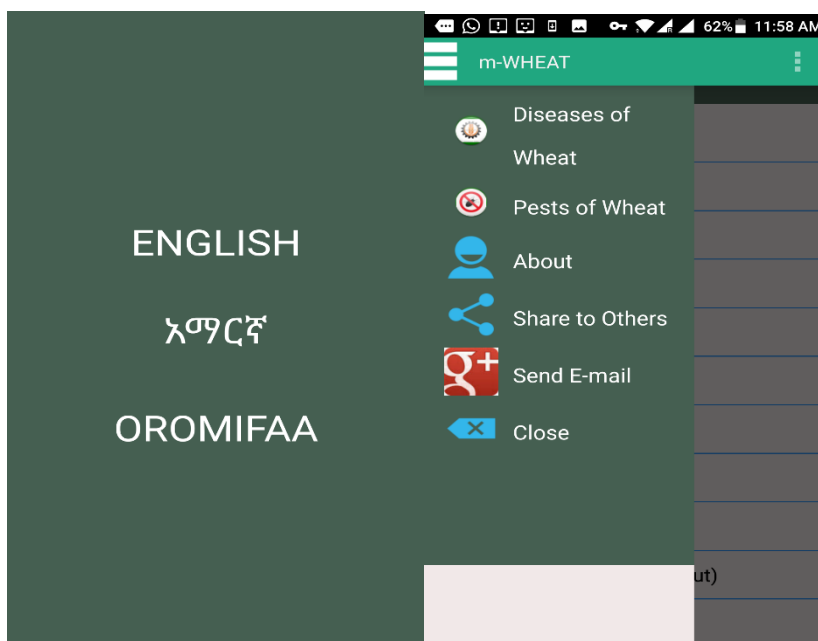 ENGLISH
አማርኛ
OROMIFAA
62% 11:58 AM
m-WHEAT
Diseases of
Wheat
Pests of Wheat
About
Share to Others
g+ Send E-mail
Close
ut)